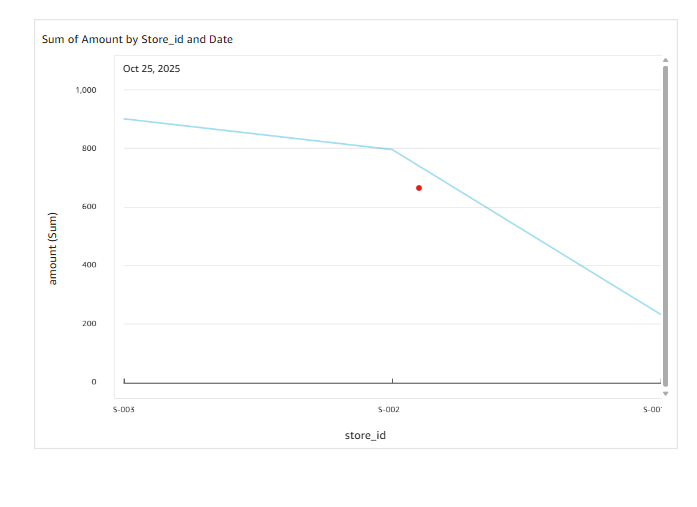 Sum of Amount by Store_id and Date
Oct 25, 2025
1,000
800
600
400
200
0
amount (Sum)
S-003
S-002
store_id